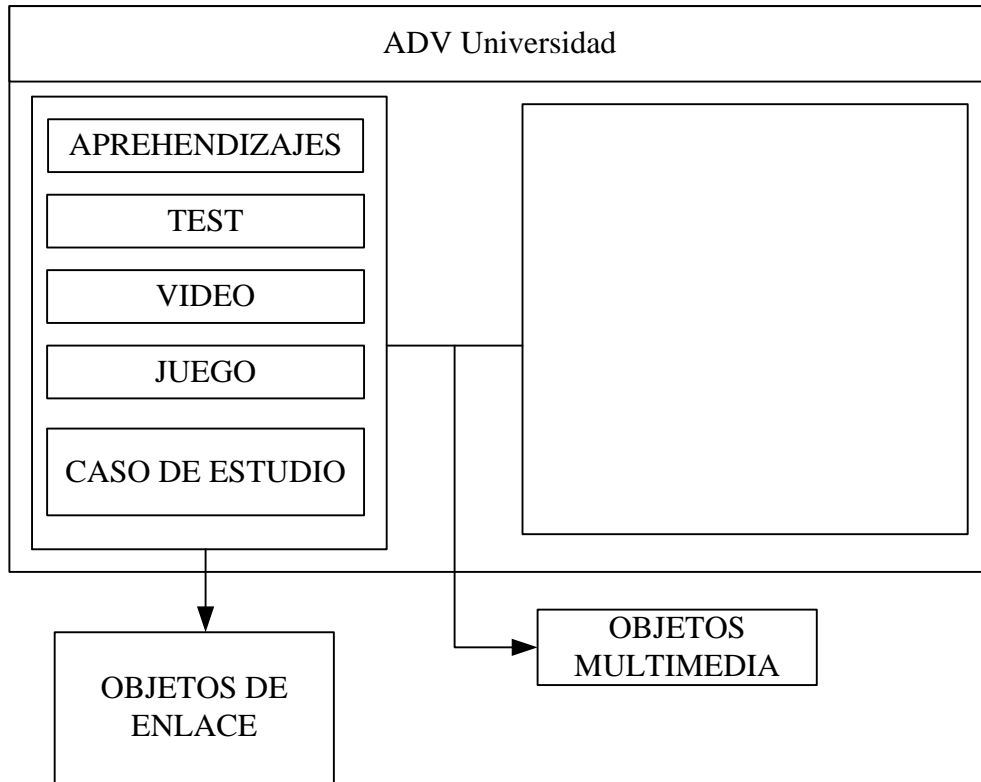 ADV Universidad
APREHENDIZAJES
TEST
VIDEO
JUEGO
CASO DE ESTUDIO
OBJETOS
MULTIMEDIA
OBJETOS DE
ENLACE